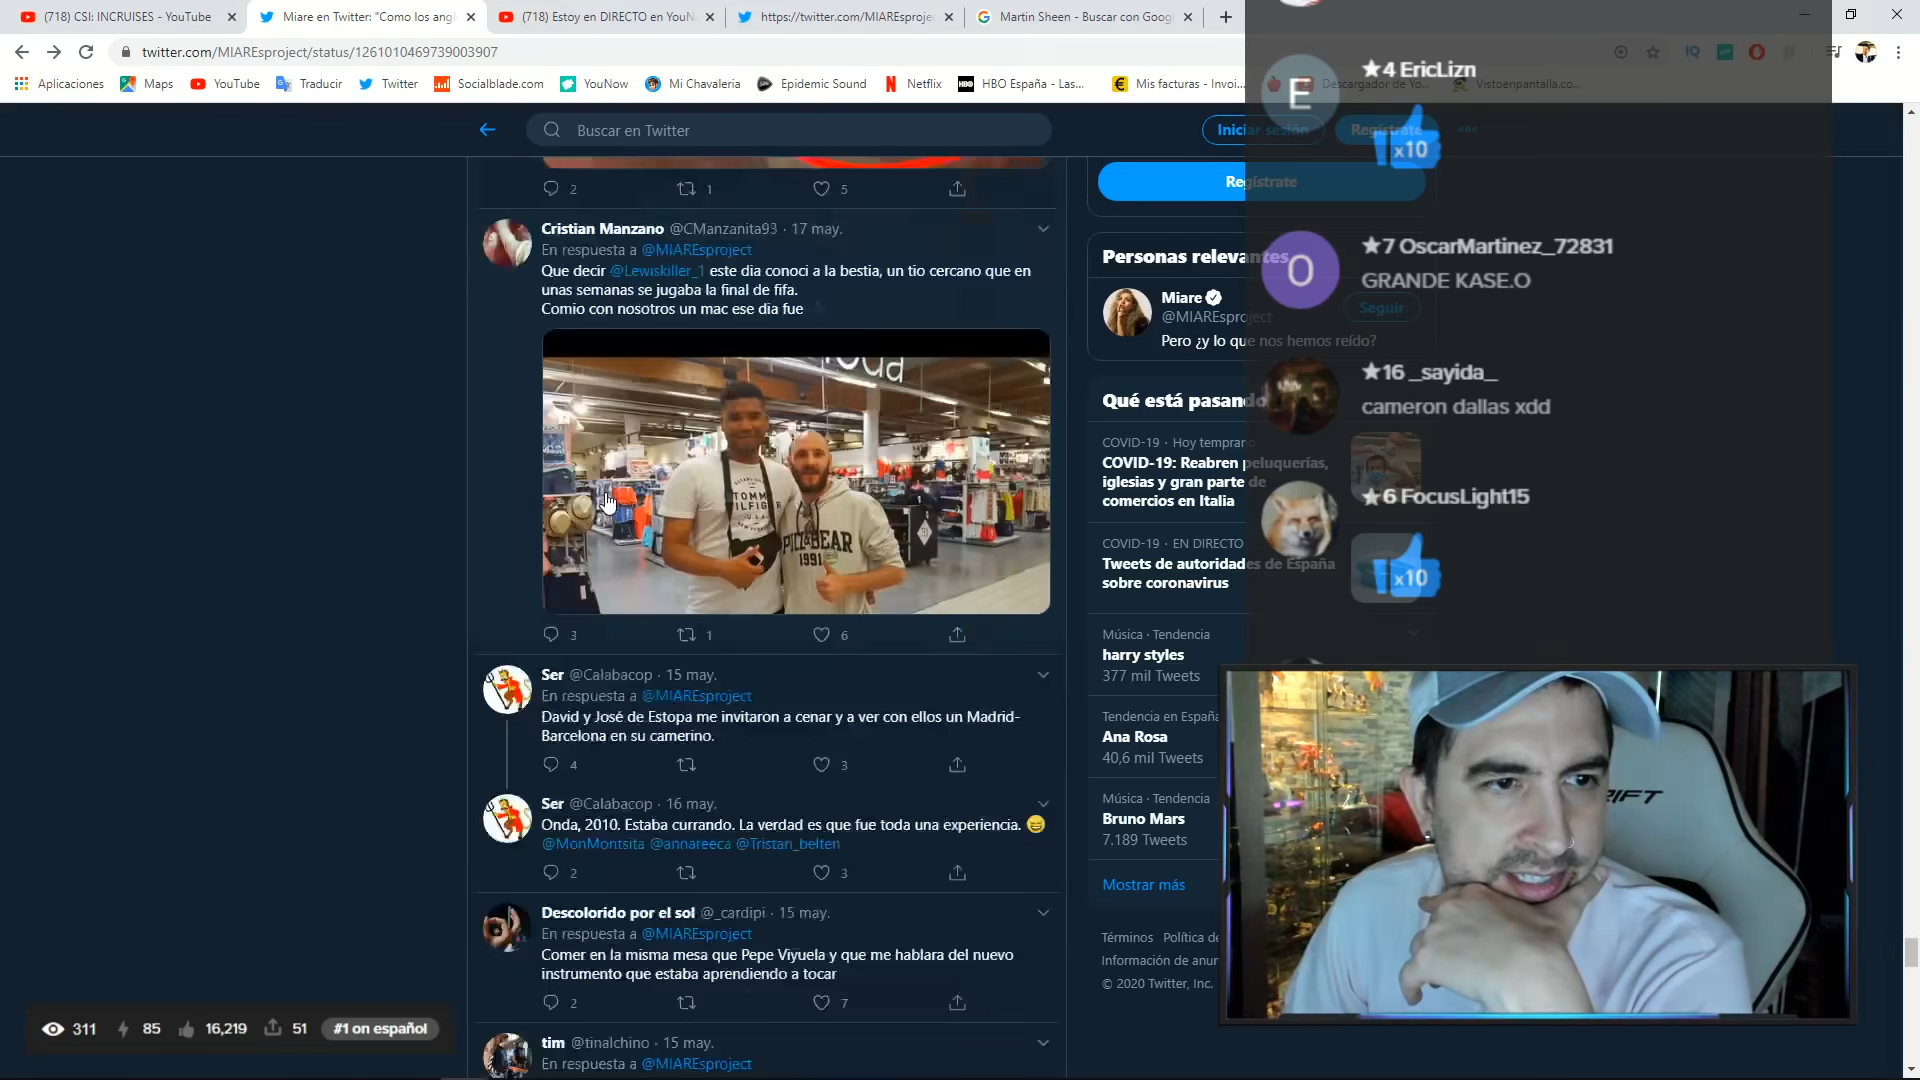 (718) CSI: INCRUISES - YouTube
Miare en Twitter: "Como los angl
(718) Estoy en DIRECTO en YouN
https://twitter.com/MIAREsproje
Martin Sheen - Buscar con Googl
twitter.com/MIAREsproject/status/1261010469739003907
Aplicaciones
Maps
YouTube
Traducir
Twitter
Socialblade.com
YouNow
Mi Chavaleria
Epidemic Sound
Netflix
HBO España - Las...
Mis facturas - Invoi...
Descargador de Yo...
Vistoenpantalla.co...
Buscar en Twitter
Iniciar sesión
Regístrate
2
1
5
Cristian Manzano @CManzanita93 · 17 may.
En respuesta a @MIAREsproject
Que decir @Lewiskiller_1 este dia conoci a la bestia, un tio cercano que en
unas semanas se jugaba la final de fifa.
Comio con nosotros un mac ese dia fue
TOMMY
HILFIGER
PULL&BEAR
1991
3
1
6
Ser @Calabacop · 15 may.
En respuesta a @MIAREsproject
David y José de Estopa me invitaron a cenar y a ver con ellos un Madrid-
Barcelona en su camerino.
4
3
Ser @Calabacop · 16 may.
Onda, 2010. Estaba currando. La verdad es que fue toda una experiencia.
@MonMontsita @annareeca @Tristan_belten
2
3
Descolorido por el sol @_cardipi · 15 may.
En respuesta a @MIAREsproject
Comer en la misma mesa que Pepe Viyuela y que me hablara del nuevo
instrumento que estaba aprendiendo a tocar
2
7
tim @tinalchino · 15 may.
En respuesta a @MIAREsproject
Regístrate
Personas relevantes
Miare
@MIAREsproject
Seguir
Pero ¿y lo que nos hemos reído?
Qué está pasando
COVID-19 · Hoy temprano
COVID-19: Reabren peluquerías,
iglesias y gran parte de
comercios en Italia
COVID-19 · EN DIRECTO
Tweets de autoridades de España
sobre coronavirus
Música · Tendencia
harry styles
377 mil Tweets
Tendencia en España
Ana Rosa
40,6 mil Tweets
Música · Tendencia
Bruno Mars
7.189 Tweets
Mostrar más
Términos Política de
Información de anun
© 2020 Twitter, Inc.
E
★4 EricLizn
x10
O
★7 OscarMartinez_72831
GRANDE KASE.O
★16 _sayida_
cameron dallas xdd
★6 FocusLight15
x10
RIFT
311
85
16,219
51
#1 on español